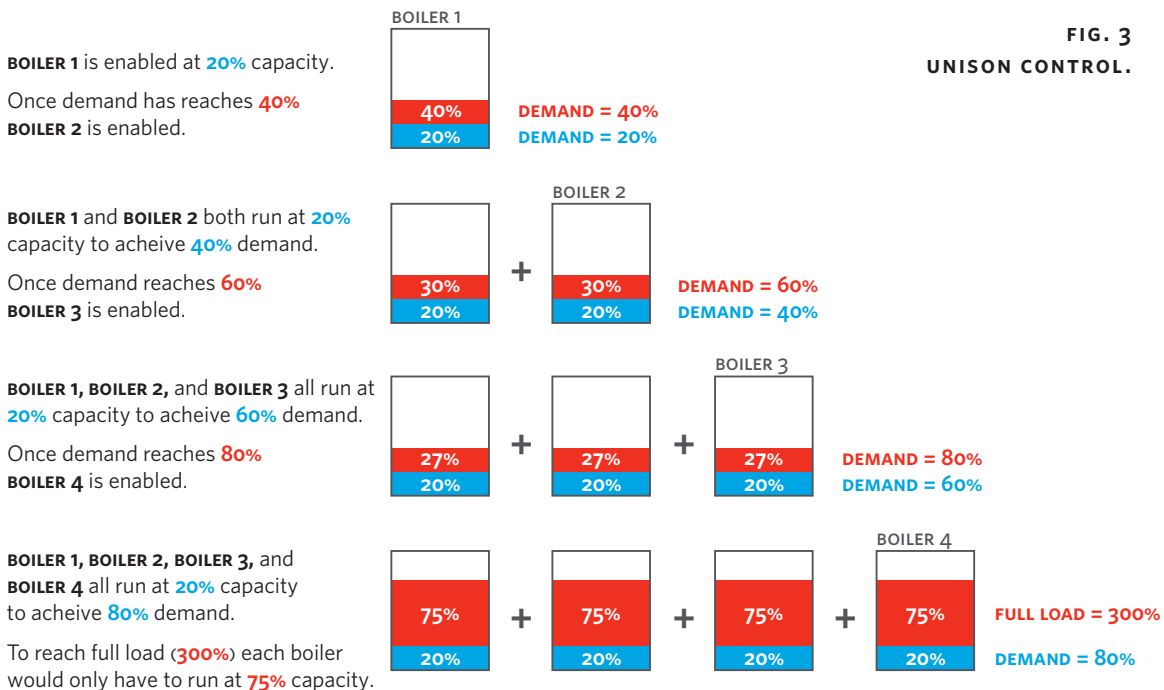 FIG. 3
UNISON CONTROL.
BOILER 1
BOILER 1 is enabled at 20% capacity.
Once demand has reaches 40%
BOILER 2 is enabled.
40%
20%
DEMAND = 40%
DEMAND = 20%
BOILER 2
BOILER 1 and BOILER 2 both run at 20%
capacity to acheive 40% demand.
Once demand reaches 60%
BOILER 3 is enabled.
30%
20%
+
30%
20%
DEMAND = 60%
DEMAND = 40%
BOILER 3
BOILER 1, BOILER 2, and BOILER 3 all run at
20% capacity to acheive 60% demand.
Once demand reaches 80%
BOILER 4 is enabled.
27%
20%
+
27%
20%
+
27%
20%
DEMAND = 80%
DEMAND = 60%
BOILER 4
BOILER 1, BOILER 2, BOILER 3, and
BOILER 4 all run at 20% capacity
to acheive 80% demand.
To reach full load (300%) each boiler
would only have to run at 75% capacity.
75%
20%
+
75%
20%
+
75%
20%
+
75%
20%
FULL LOAD = 300%
DEMAND = 80%